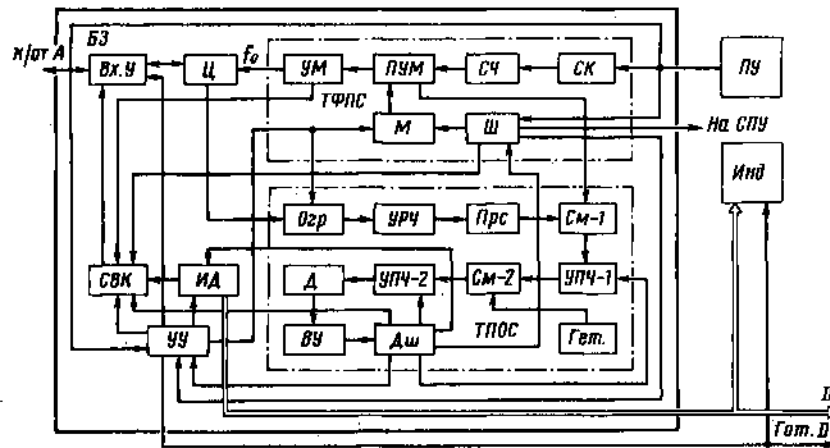 к/от А
БЗ
Вх.У
Ц
f₀
УМ
ПУМ
СЧ
СК
ПУ
ТФПС
М
Ш
На СПУ
Инд
Огр
УРЧ
Прс
См-1
СВК
ИД
Д
УПЧ-2
См-2
УПЧ-1
УУ
ВУ
Дш
ТПОС
Гет.
Гот. Д